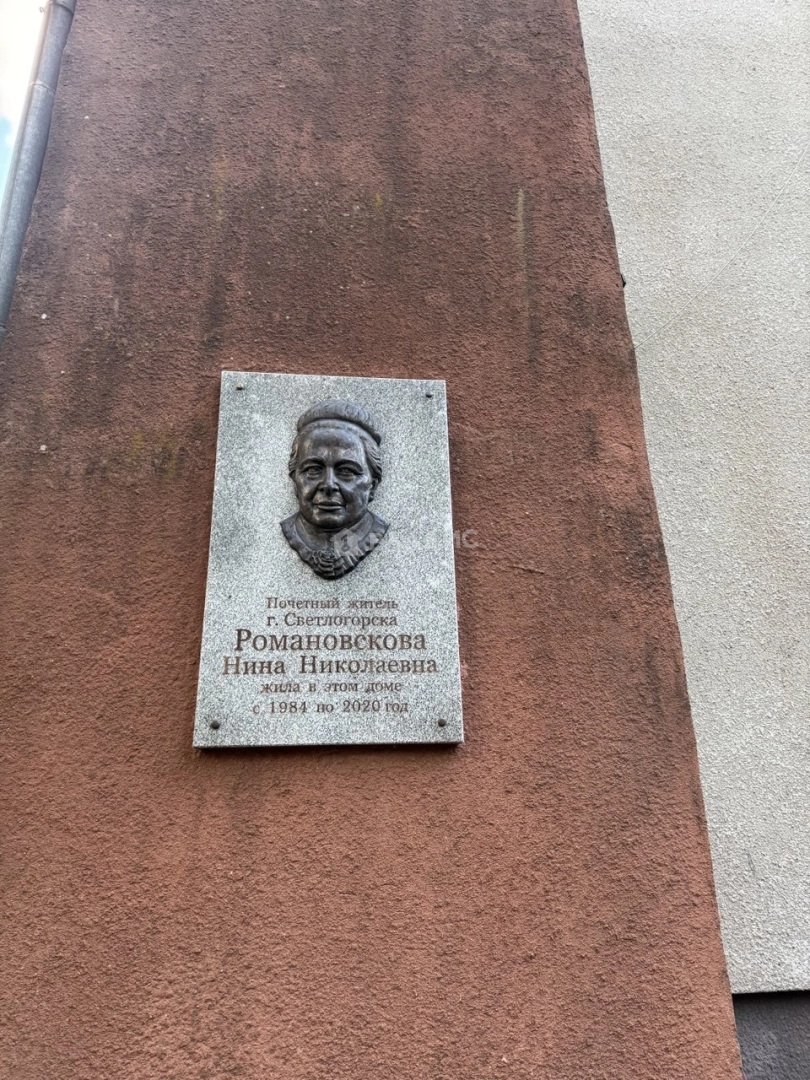 Почетный житель
г. Светлогорска
Романовскова
Нина Николаевна
жила в этом доме
с 1984 по 2020 год